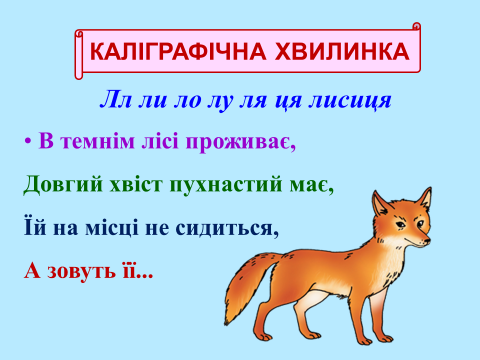 КАЛІГРАФІЧНА ХВИЛИНКА
Лл ли ло лу ля ця лисиця
• В темнім лісі проживає,
Довгий хвіст пухнастий має,
Їй на місці не сидиться,
А зовуть її...